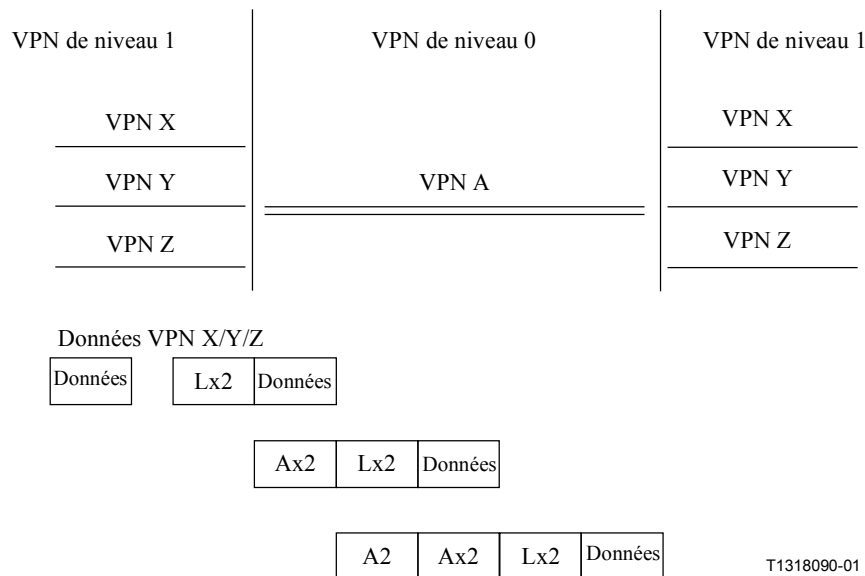 VPN de niveau 1 VPN de niveau 0 VPN de niveau 1
VPN X VPN X
VPN Y VPN A VPN Y
VPN Z VPN Z
Données VPN X/Y/Z
Données Lx2 Données
Ax2 Lx2 Données
A2 Ax2 Lx2 Données
T1318090-01